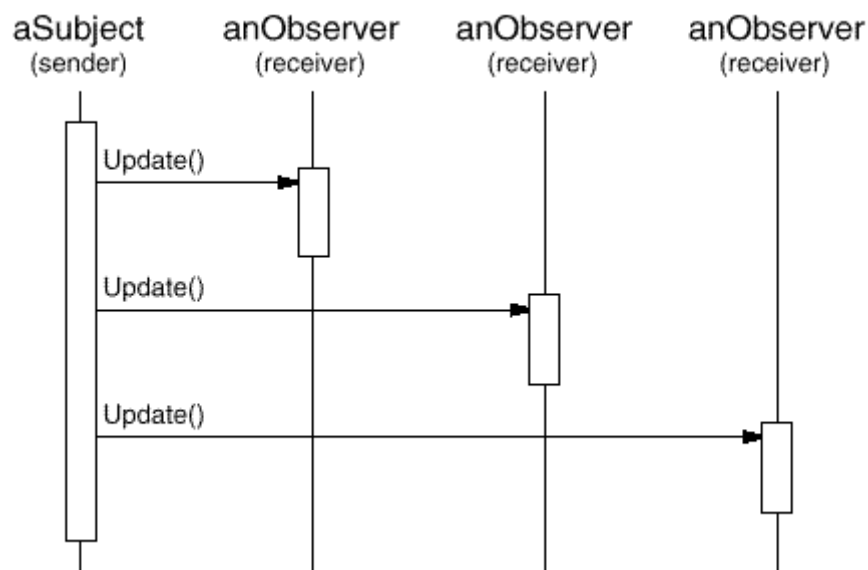 aSubject anObserver anObserver anObserver
(sender) (receiver) (receiver) (receiver)
Update()
Update()
Update()